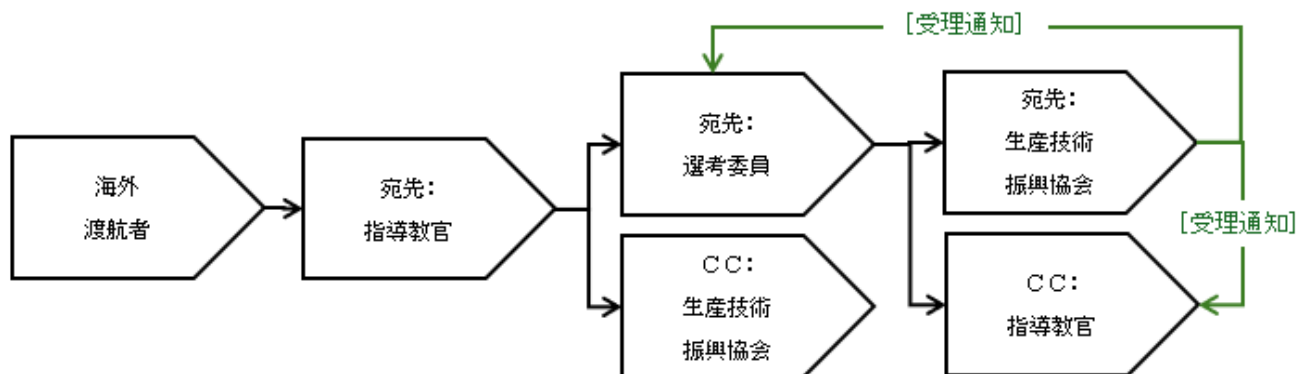 [受理通知]
海外
渡航者
宛先：
指導教官
宛先：
選考委員
ＣＣ：
生産技術
振興協会
宛先：
生産技術
振興協会
[受理通知]
ＣＣ：
指導教官